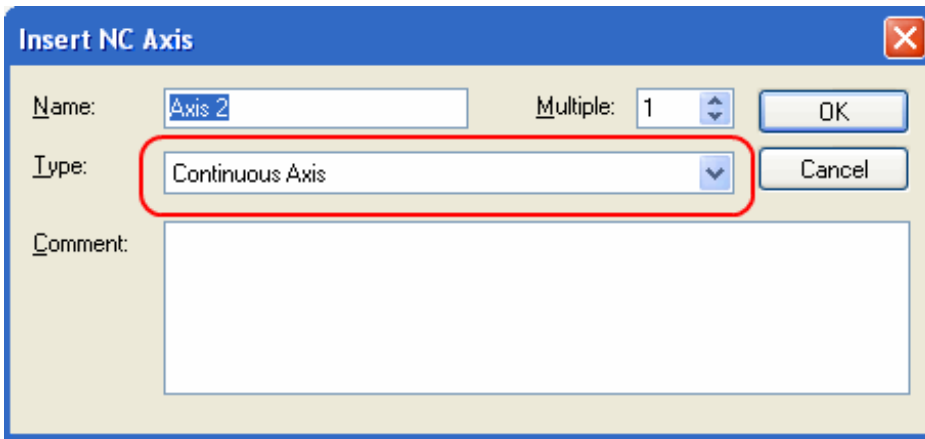 Insert NC Axis
Name: Axis 2 Multiple: 1 OK
Type: Continuous Axis Cancel
Comment: